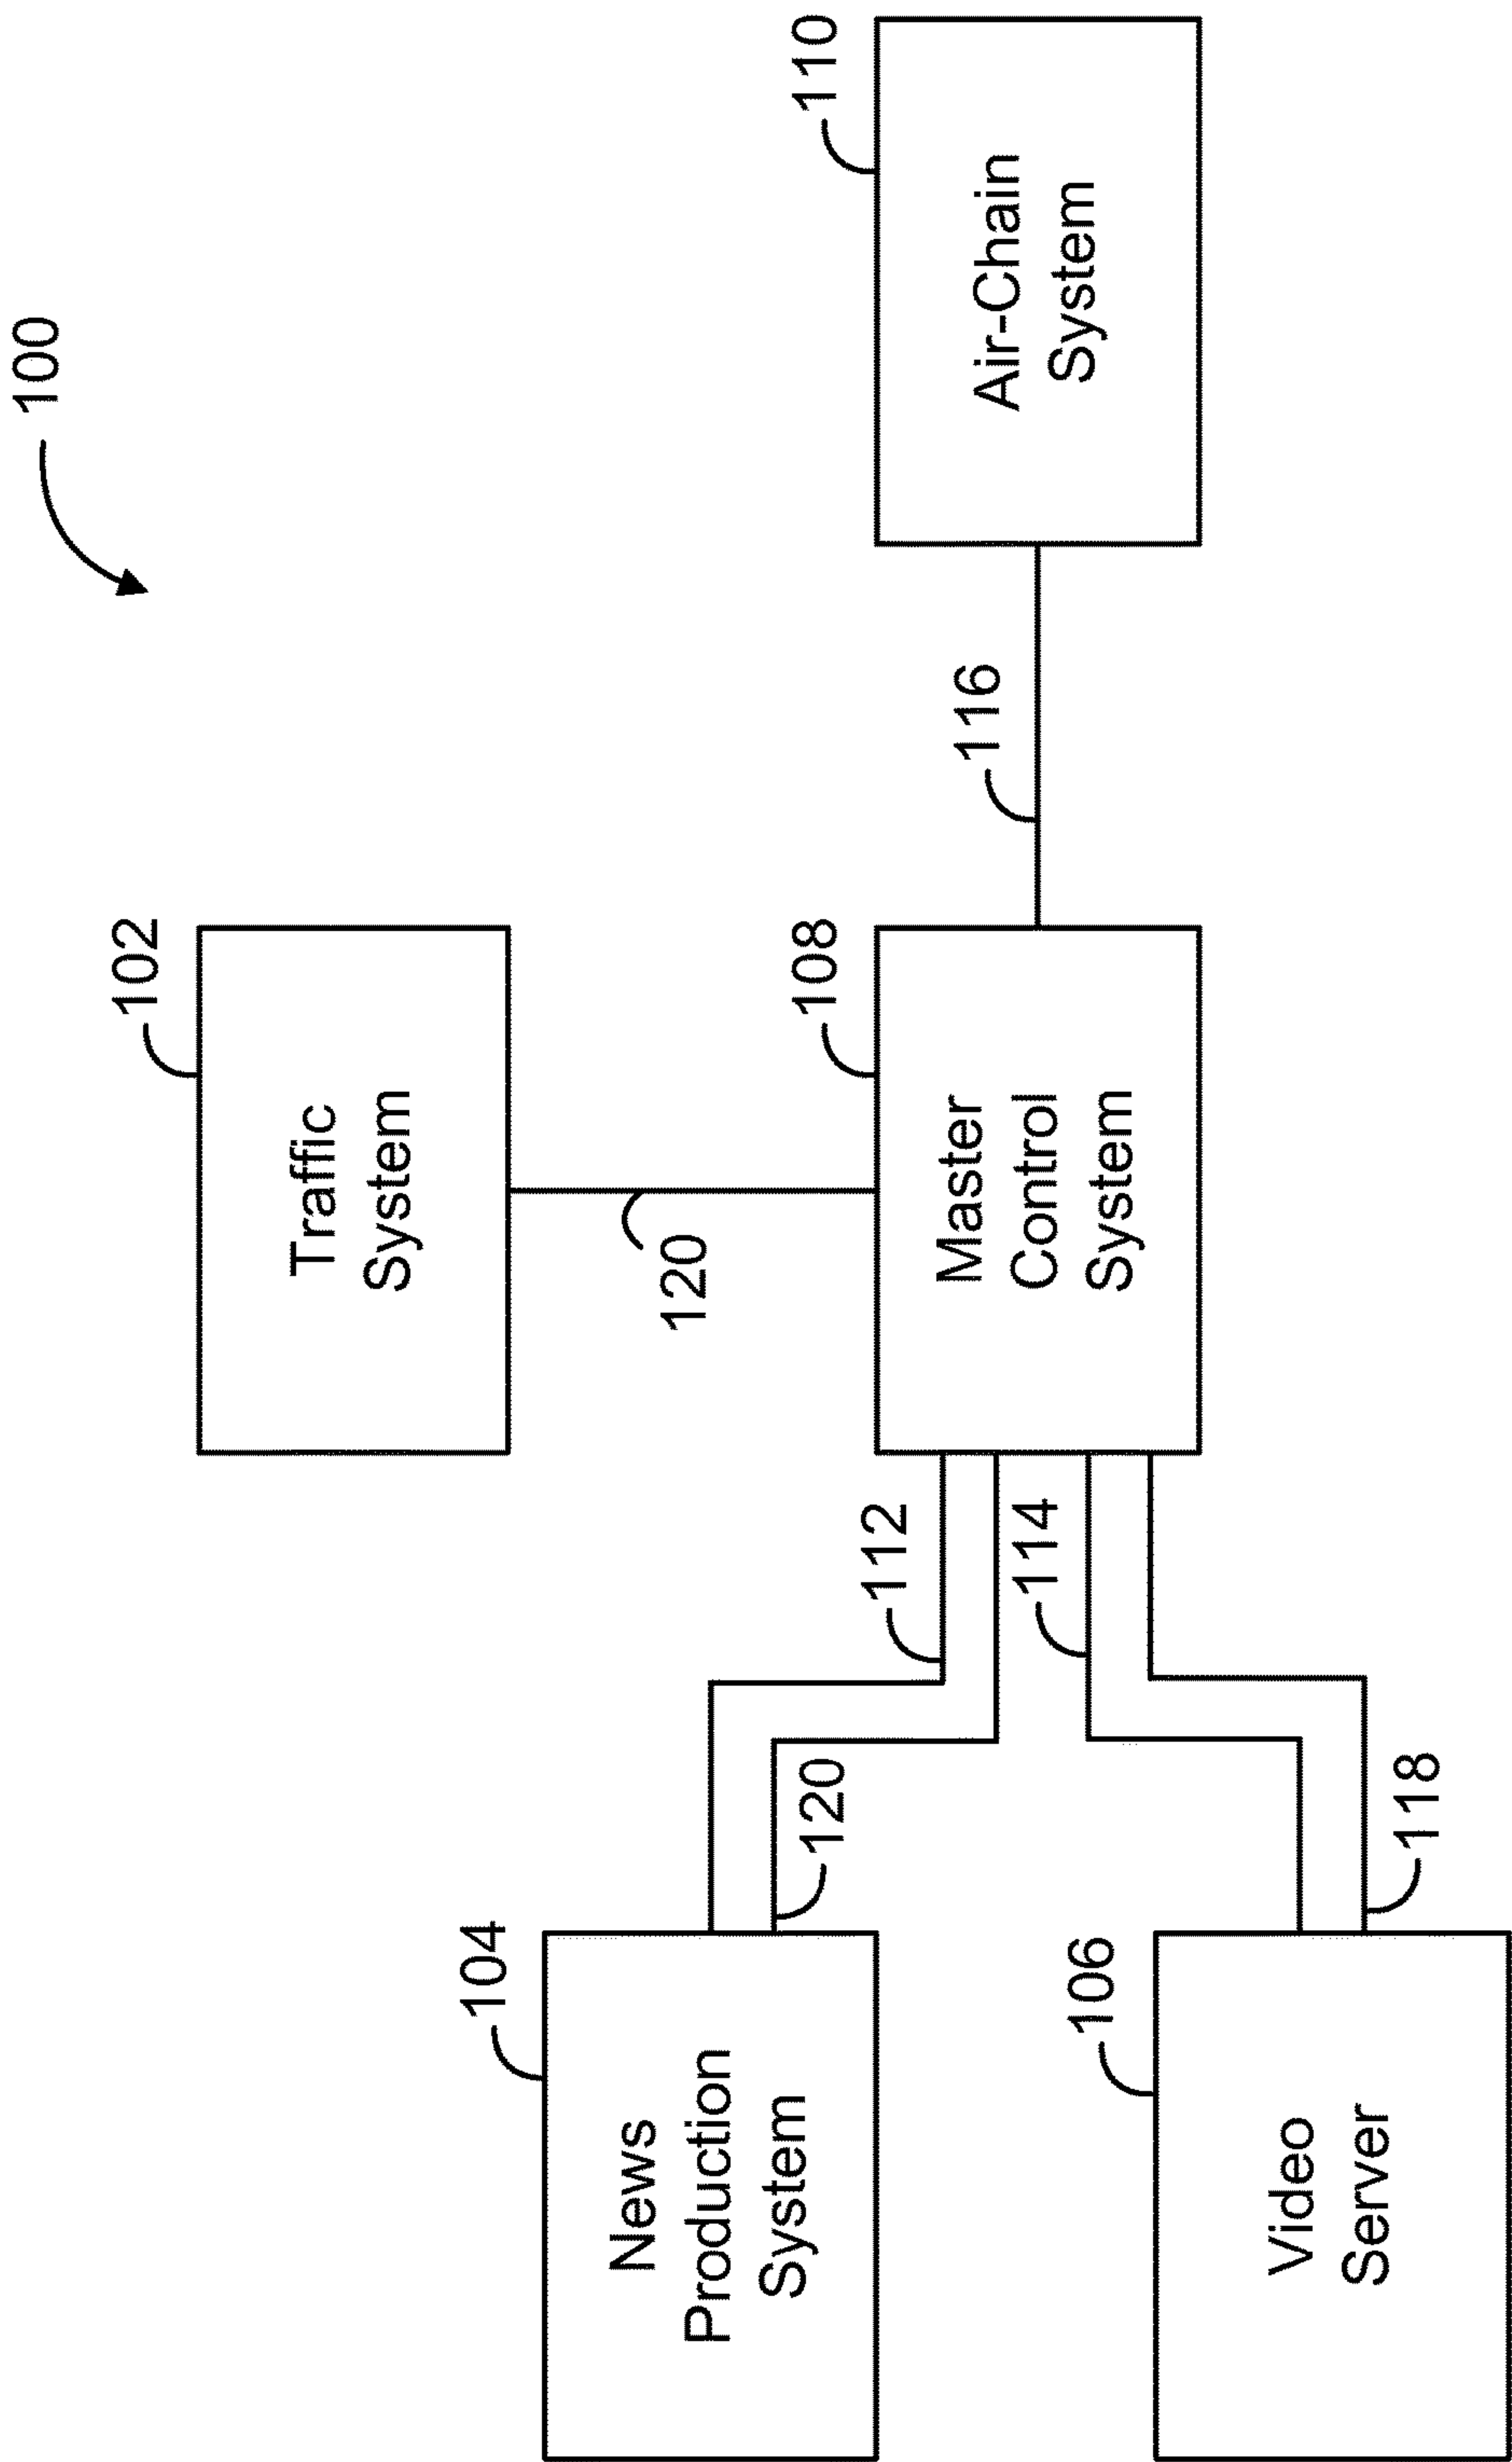 100
102
Traffic
System
120
104
News
Production
System
120
112
108
Master
Control
System
116
110
Air-Chain
System
106
Video
Server
114
118